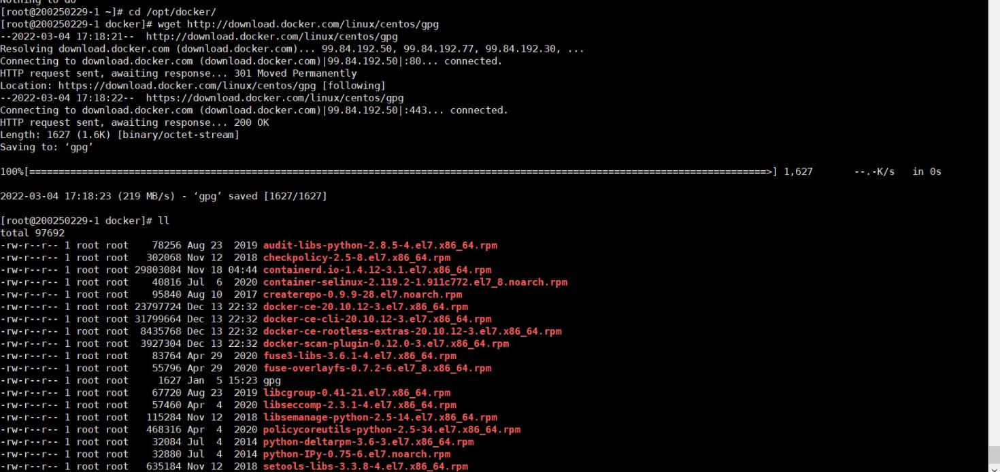 Nothing to do
[root@200250229-1 ~]# cd /opt/docker/
[root@200250229-1 docker]# wget http://download.docker.com/linux/centos/gpg
--2022-03-04 17:18:21--  http://download.docker.com/linux/centos/gpg
Resolving download.docker.com (download.docker.com)... 99.84.192.50, 99.84.192.77, 99.84.192.30, ...
Connecting to download.docker.com (download.docker.com)|99.84.192.50|:80... connected.
HTTP request sent, awaiting response... 301 Moved Permanently
Location: https://download.docker.com/linux/centos/gpg [following]
--2022-03-04 17:18:22--  https://download.docker.com/linux/centos/gpg
Connecting to download.docker.com (download.docker.com)|99.84.192.50|:443... connected.
HTTP request sent, awaiting response... 200 OK
Length: 1627 (1.6K) [binary/octet-stream]
Saving to: ‘gpg’
100%[==============================================================================================================================>] 1,627       --.-K/s   in 0s
2022-03-04 17:18:23 (219 MB/s) - ‘gpg’ saved [1627/1627]
[root@200250229-1 docker]# ll
total 97692
-rw-r--r-- 1 root root    78256 Aug 23  2019 audit-libs-python-2.8.5-4.el7.x86_64.rpm
-rw-r--r-- 1 root root   302068 Nov 12  2018 checkpolicy-2.5-8.el7.x86_64.rpm
-rw-r--r-- 1 root root 29803084 Nov 18 04:44 containerd.io-1.4.12-3.1.el7.x86_64.rpm
-rw-r--r-- 1 root root    40816 Jul  6  2020 container-selinux-2.119.2-1.911c772.el7_8.noarch.rpm
-rw-r--r-- 1 root root    95840 Aug 10  2017 createrepo-0.9.9-28.el7.noarch.rpm
-rw-r--r-- 1 root root 23797724 Dec 13 22:32 docker-ce-20.10.12-3.el7.x86_64.rpm
-rw-r--r-- 1 root root 31799664 Dec 13 22:32 docker-ce-cli-20.10.12-3.el7.x86_64.rpm
-rw-r--r-- 1 root root  8435768 Dec 13 22:32 docker-ce-rootless-extras-20.10.12-3.el7.x86_64.rpm
-rw-r--r-- 1 root root  3927304 Dec 13 22:32 docker-scan-plugin-0.12.0-3.el7.x86_64.rpm
-rw-r--r-- 1 root root    83764 Apr 29  2020 fuse3-libs-3.6.1-4.el7.x86_64.rpm
-rw-r--r-- 1 root root    55796 Apr 29  2020 fuse-overlayfs-0.7.2-6.el7_8.x86_64.rpm
-rw-r--r-- 1 root root     1627 Jan  5 15:23 gpg
-rw-r--r-- 1 root root    67720 Aug 23  2019 libcgroup-0.41-21.el7.x86_64.rpm
-rw-r--r-- 1 root root    57460 Apr  4  2020 libseccomp-2.3.1-4.el7.x86_64.rpm
-rw-r--r-- 1 root root   115284 Nov 12  2018 libsemanage-python-2.5-14.el7.x86_64.rpm
-rw-r--r-- 1 root root   468316 Apr  4  2020 policycoreutils-python-2.5-34.el7.x86_64.rpm
-rw-r--r-- 1 root root    32084 Jul  4  2014 python-deltarpm-3.6-3.el7.x86_64.rpm
-rw-r--r-- 1 root root    32880 Jul  4  2014 python-IPy-0.75-6.el7.noarch.rpm
-rw-r--r-- 1 root root   635184 Nov 12  2018 setools-libs-3.3.8-4.el7.x86_64.rpm